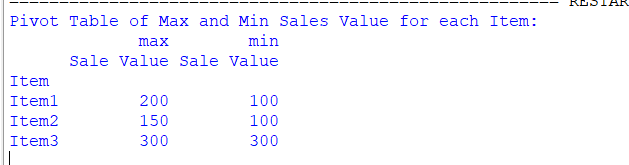 Pivot Table of Max and Min Sales Value for each Item:
max min
Sale Value Sale Value
Item
Item1 200 100
Item2 150 100
Item3 300 300